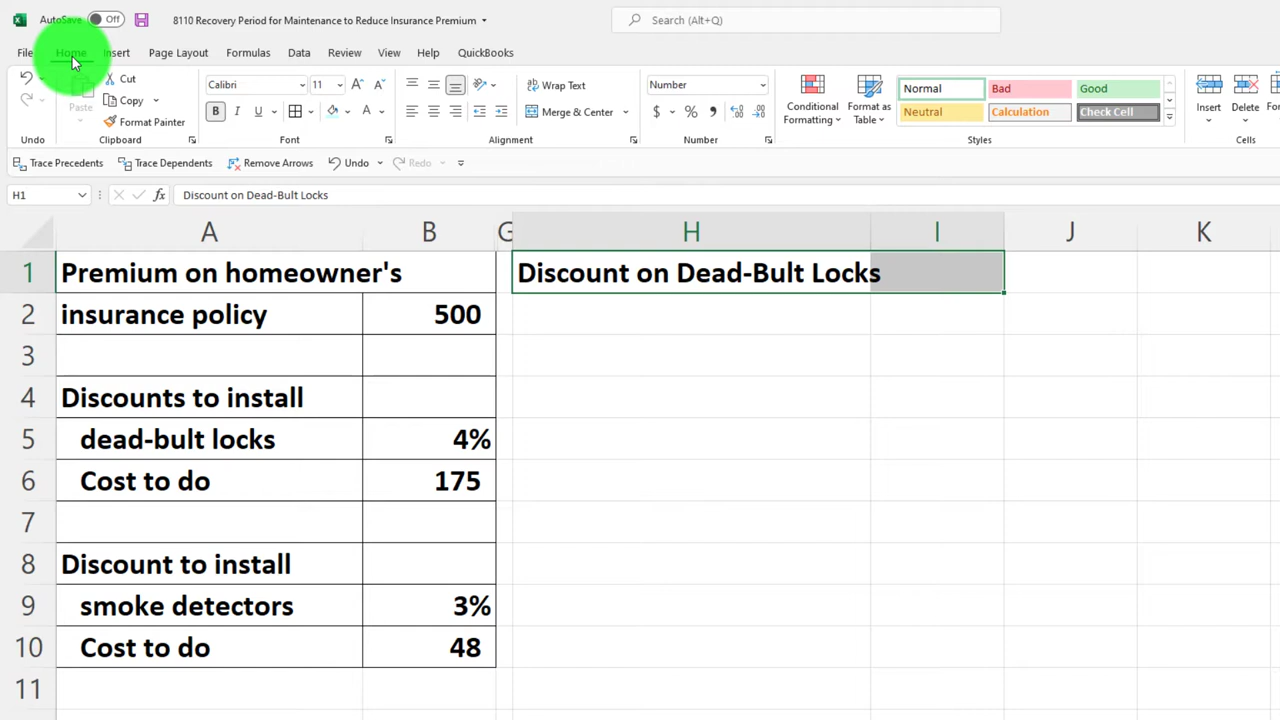 AutoSave Off 8110 Recovery Period for Maintenance to Reduce Insurance Premium Search (Alt+Q)
File Home Insert Page Layout Formulas Data Review View Help QuickBooks
Paste Cut Calibri 11 Wrap Text Number Conditional Formatting Format as Table Normal Bad Good Insert Delete
Copy Merge & Center Neutral Calculation Check Cell
Format Painter
Undo Clipboard Font Alignment Number Styles Cells
Trace Precedents Trace Dependents Remove Arrows Undo Redo
H1 fx Discount on Dead-Bult Locks
A B G H I J K
1 Premium on homeowner's Discount on Dead-Bult Locks
2 insurance policy 500
3
4 Discounts to install
5 dead-bult locks 4%
6 Cost to do 175
7
8 Discount to install
9 smoke detectors 3%
10 Cost to do 48
11